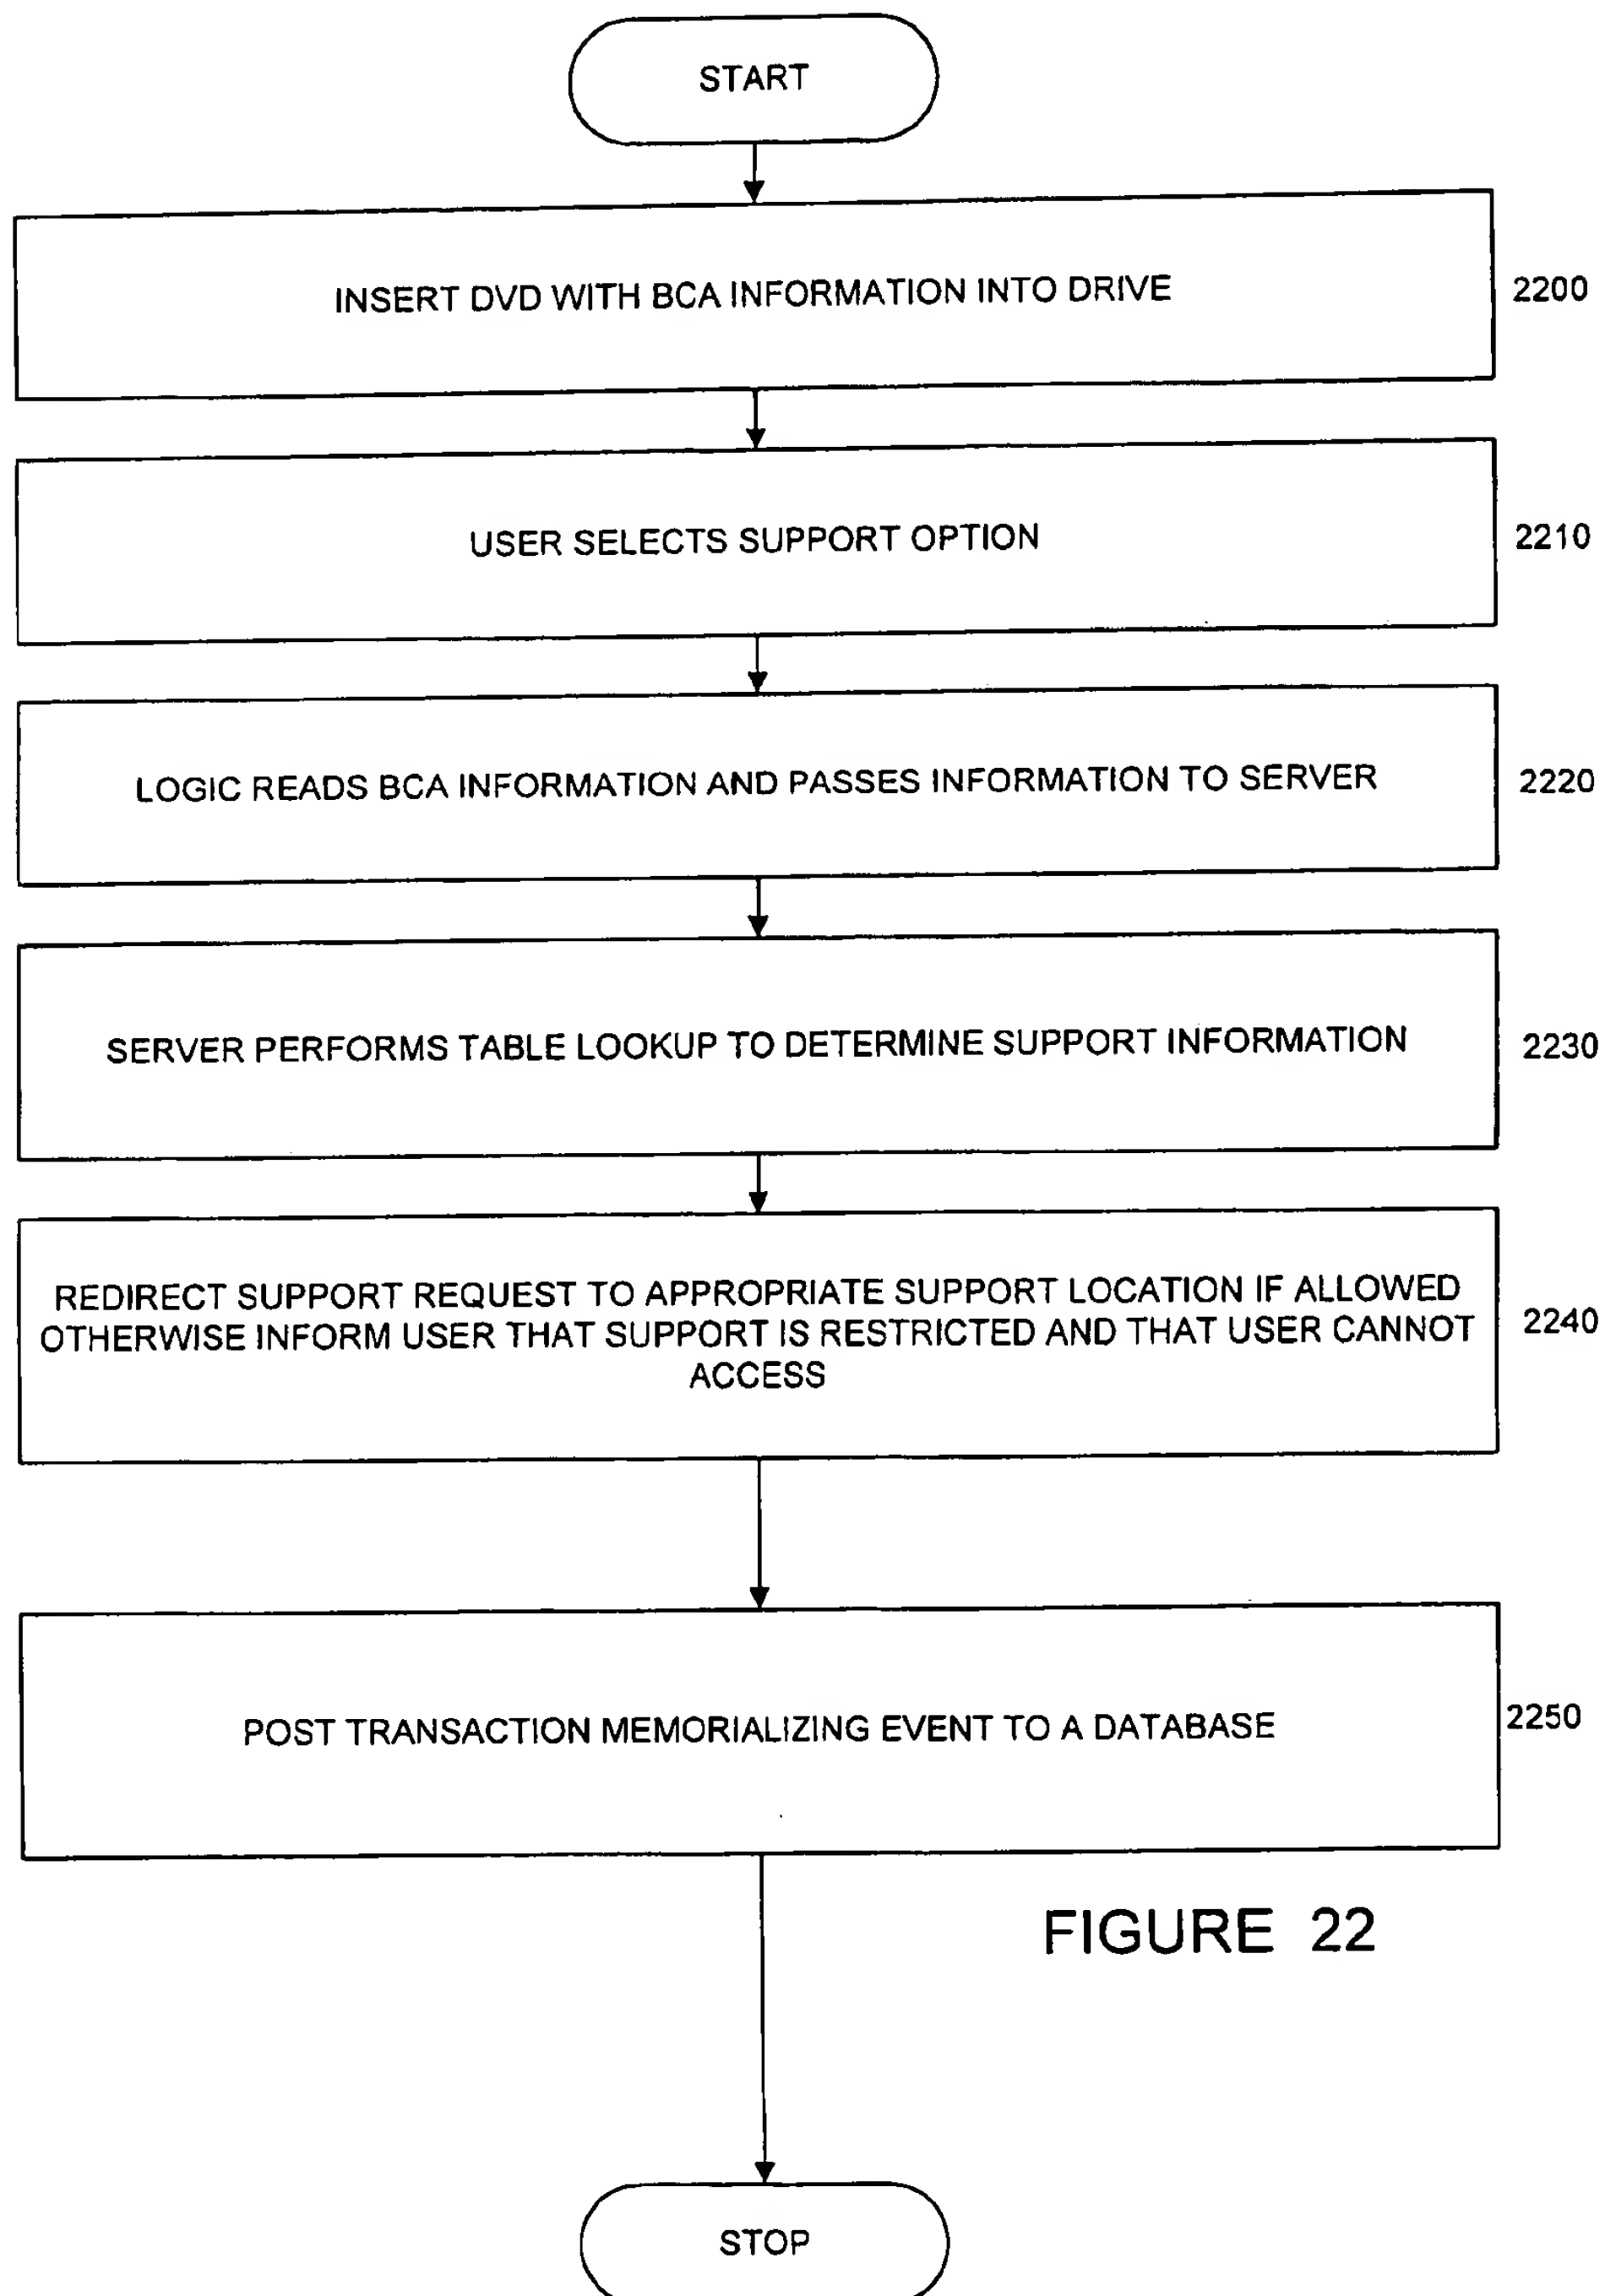 START
INSERT DVD WITH BCA INFORMATION INTO DRIVE
2200
USER SELECTS SUPPORT OPTION
2210
LOGIC READS BCA INFORMATION AND PASSES INFORMATION TO SERVER
2220
SERVER PERFORMS TABLE LOOKUP TO DETERMINE SUPPORT INFORMATION
2230
REDIRECT SUPPORT REQUEST TO APPROPRIATE SUPPORT LOCATION IF ALLOWED
OTHERWISE INFORM USER THAT SUPPORT IS RESTRICTED AND THAT USER CANNOT
ACCESS
2240
POST TRANSACTION MEMORIALIZING EVENT TO A DATABASE
2250
FIGURE 22
STOP